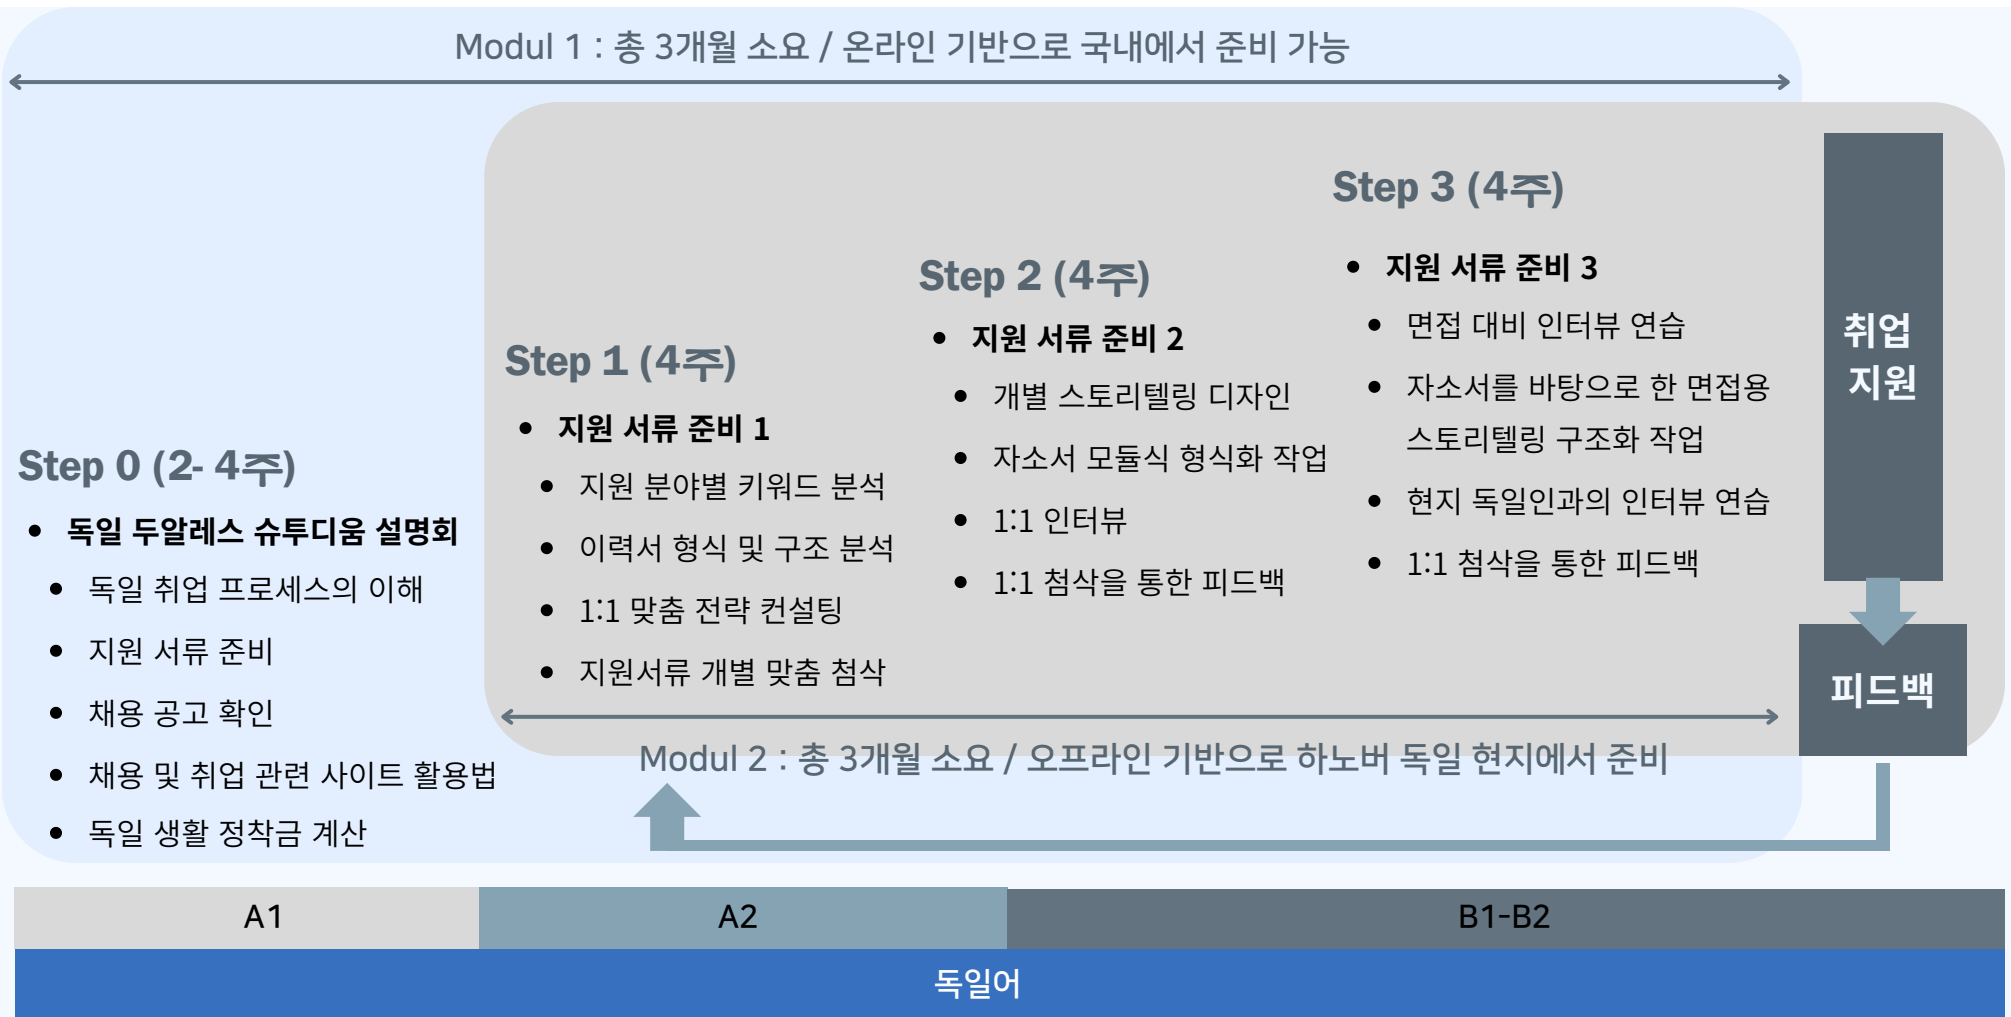 Modul 1 : 총 3개월 소요 / 온라인 기반으로 국내에서 준비 가능
Step 0 (2- 4주)
독일 두알레스 슈투디움 설명회
독일 취업 프로세스의 이해
지원 서류 준비
채용 공고 확인
채용 및 취업 관련 사이트 활용법
독일 생활 정착금 계산
Step 1 (4주)
지원 서류 준비 1
지원 분야별 키워드 분석
이력서 형식 및 구조 분석
1:1 맞춤 전략 컨설팅
지원서류 개별 맞춤 첨삭
Step 2 (4주)
지원 서류 준비 2
개별 스토리텔링 디자인
자소서 모듈식 형식화 작업
1:1 인터뷰
1:1 첨삭을 통한 피드백
Step 3 (4주)
지원 서류 준비 3
면접 대비 인터뷰 연습
자소서를 바탕으로 한 면접용
스토리텔링 구조화 작업
현지 독일인과의 인터뷰 연습
1:1 첨삭을 통한 피드백
취업
지원
피드백
Modul 2 : 총 3개월 소요 / 오프라인 기반으로 하노버 독일 현지에서 준비
A1
A2
B1-B2
독일어